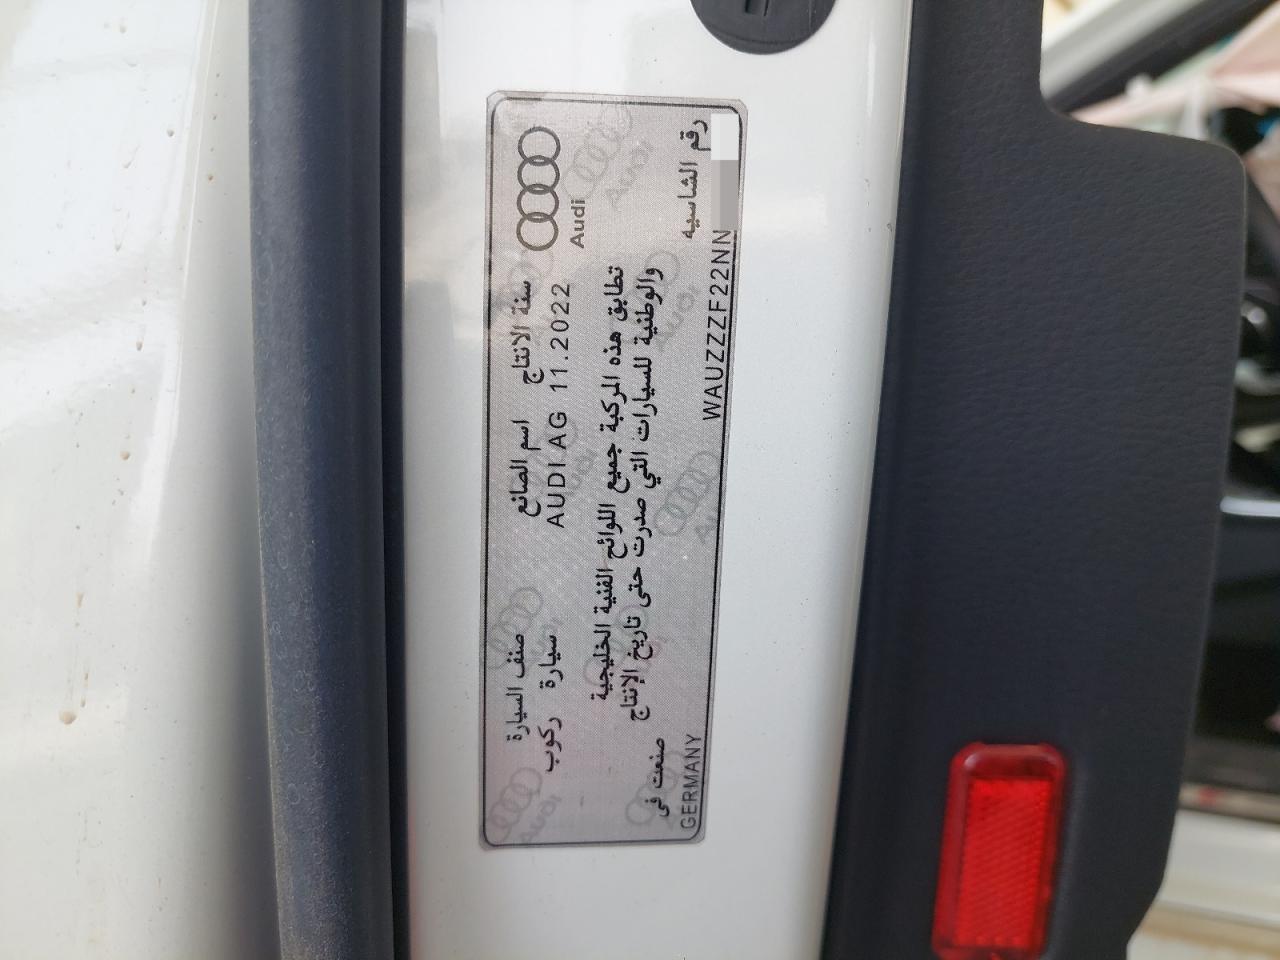 Audi
سنة الانتاج
11.2022
اسم الصانع
AUDI AG
صنف السيارة
سيارة ركوب
تطابق هذه المركبة جميع اللوائح الفنية الخليجية
والوطنية للسيارات التي صدرت حتى تاريخ الإنتاج
رقم الشاسيه
WAUZZZF22NN
صنعت في
GERMANY